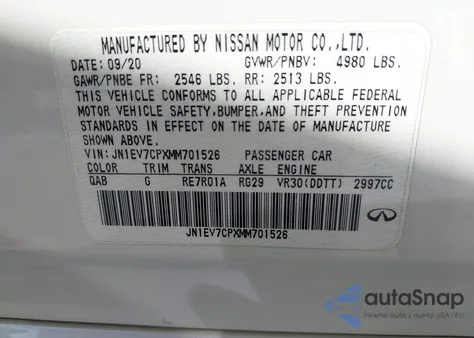 MANUFACTURED BY NISSAN MOTOR CO.,LTD.
DATE: 09/20 GVWR/PNBV: 4980 LBS.
GAWR/PNBE FR: 2546 LBS. RR: 2513 LBS.
THIS VEHICLE CONFORMS TO ALL APPLICABLE FEDERAL
MOTOR VEHICLE SAFETY,BUMPER,AND THEFT PREVENTION
STANDARDS IN EFFECT ON THE DATE OF MANUFACTURE
SHOWN ABOVE.
VIN: JN1EV7CPXMM701526 PASSENGER CAR
COLOR TRIM TRANS AXLE ENGINE
QAB G RE7R01A RG29 VR30(DDTT) 2997CC
JN1EV7CPXMM701526
autoSnap